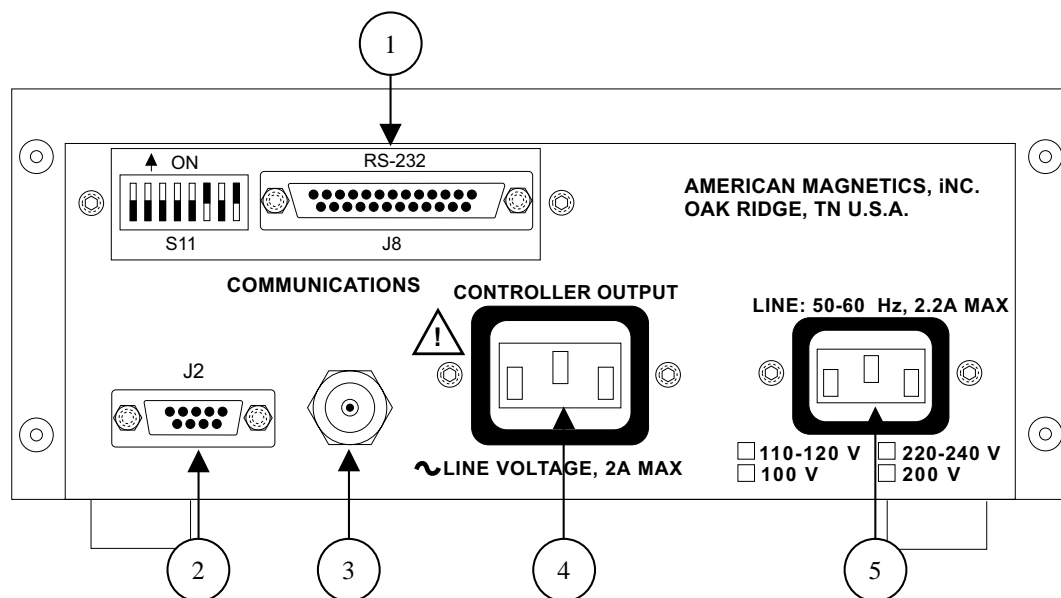 1
ON
RS-232
S11
J8
AMERICAN MAGNETICS, iNC.
OAK RIDGE, TN U.S.A.
COMMUNICATIONS
CONTROLLER OUTPUT
LINE: 50-60 Hz, 2.2A MAX
!
J2
LINE VOLTAGE, 2A MAX
110-120 V
220-240 V
100 V
200 V
2
3
4
5